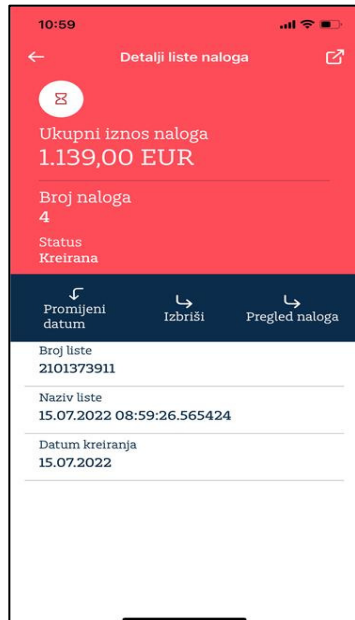 10:59
Detalji liste naloga
Ukupni iznos naloga
1.139,00 EUR
Broj naloga
4
Status
Kreirana
Promijeni
datum
Izbriši
Pregled naloga
Broj liste
2101373911
Naziv liste
15.07.2022 08:59:26.565424
Datum kreiranja
15.07.2022